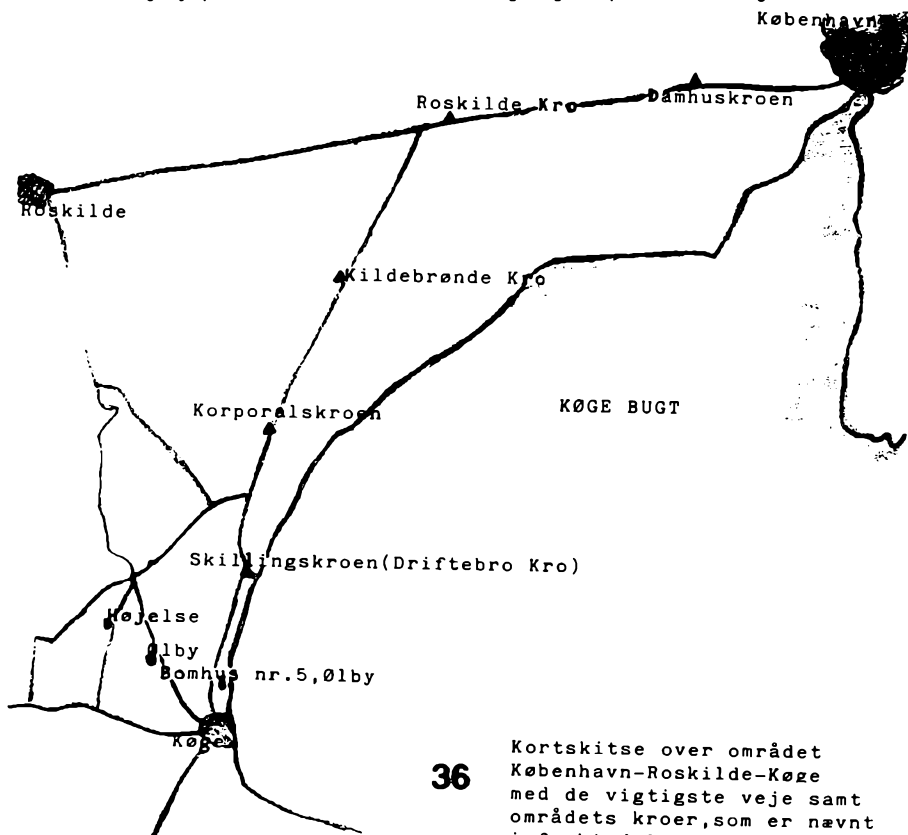 København
Roskilde Kro
Damhuskroen
Roskilde
Kildebrønde Kro
Korporalskroen
KØGE BUGT
Skillingskroen(Driftebro Kro)
Højelse
Ølby
Bomhus nr.5,Ølby
Køge
36
Kortskitse over området
København-Roskilde-Køge
med de vigtigste veje samt
områdets kroer,som er nævnt